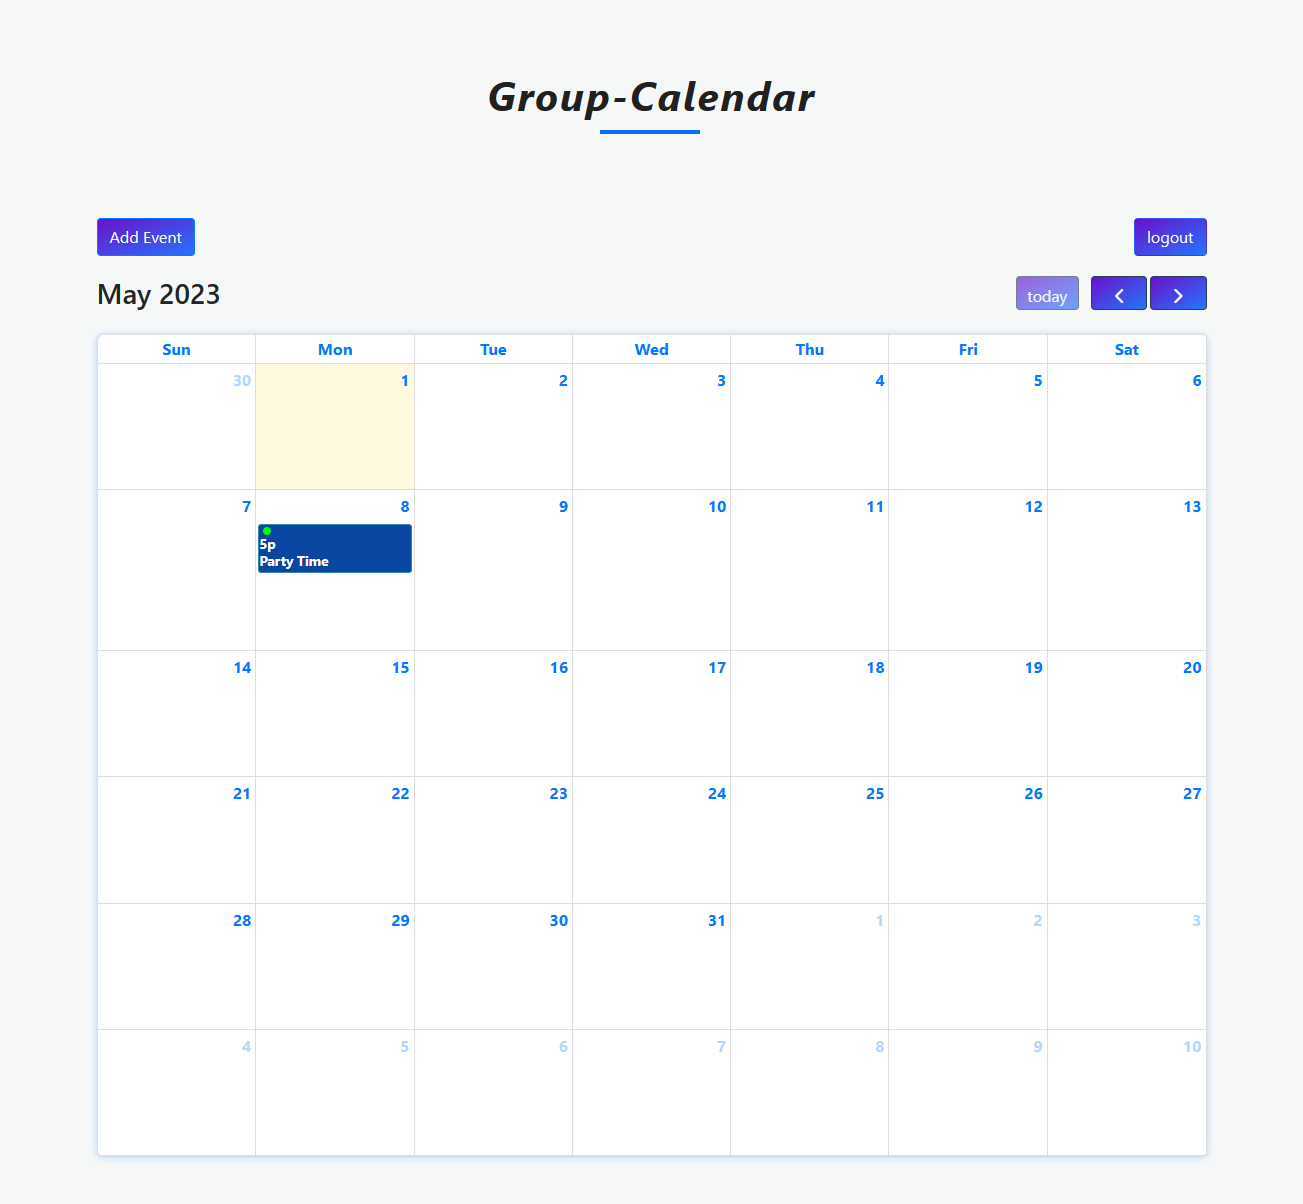 Group-Calendar
Add Event
logout
May 2023
today
Sun Mon Tue Wed Thu Fri Sat
30 1 2 3 4 5 6
7 8 9 10 11 12 13
5p
Party Time
14 15 16 17 18 19 20
21 22 23 24 25 26 27
28 29 30 31 1 2 3
4 5 6 7 8 9 10